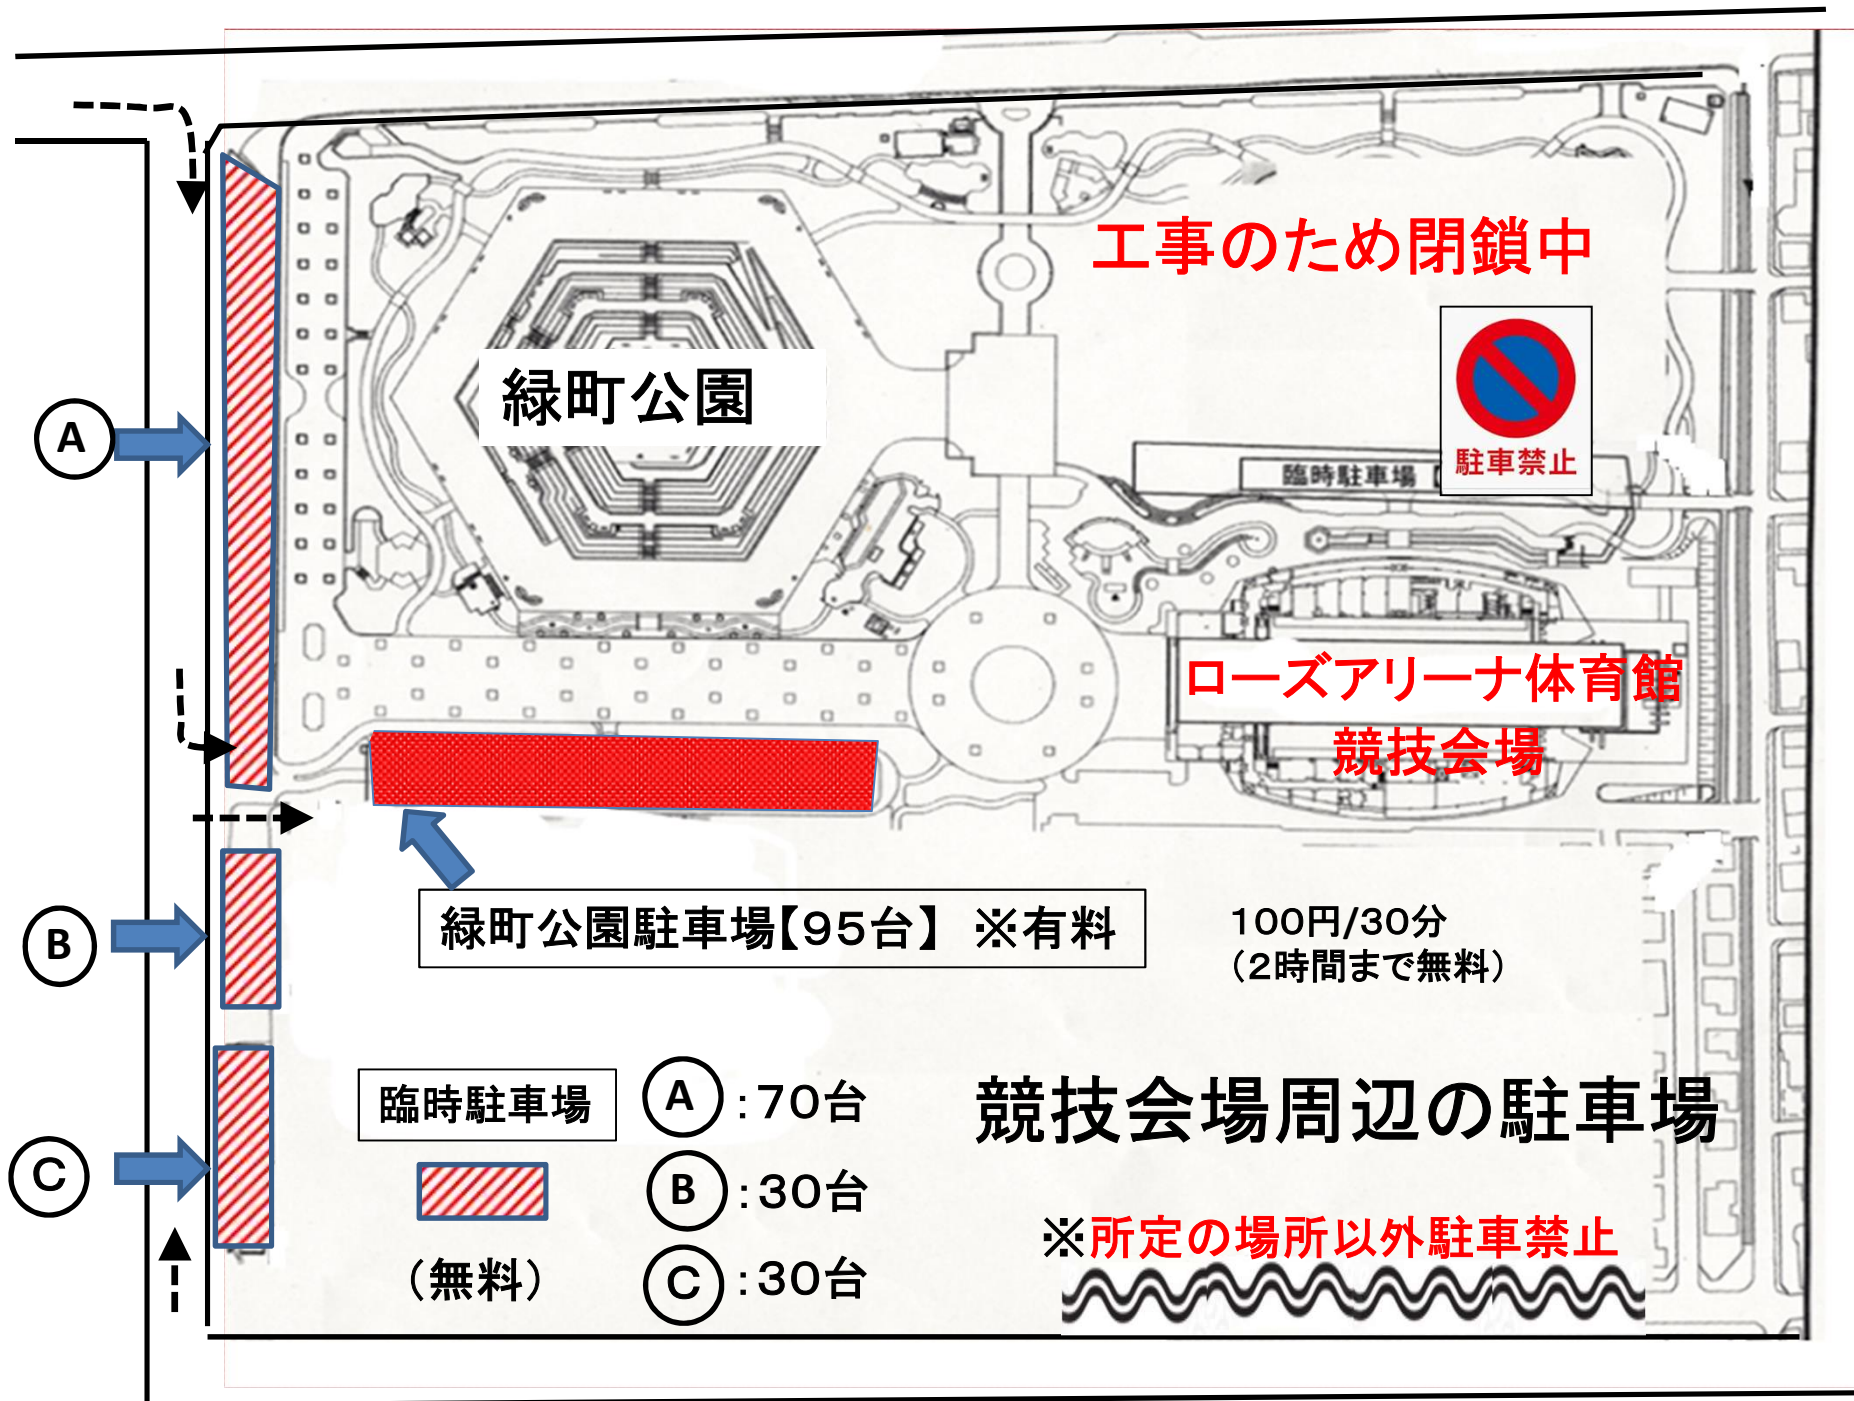 工事のため閉鎖中
緑町公園
駐車禁止
臨時駐車場
A
ローズアリーナ体育館
競技会場
緑町公園駐車場【95台】 ※有料
100円/30分
(2時間まで無料)
B
臨時駐車場
A:70台
競技会場周辺の駐車場
C
B:30台
※所定の場所以外駐車禁止
(無料)
C:30台